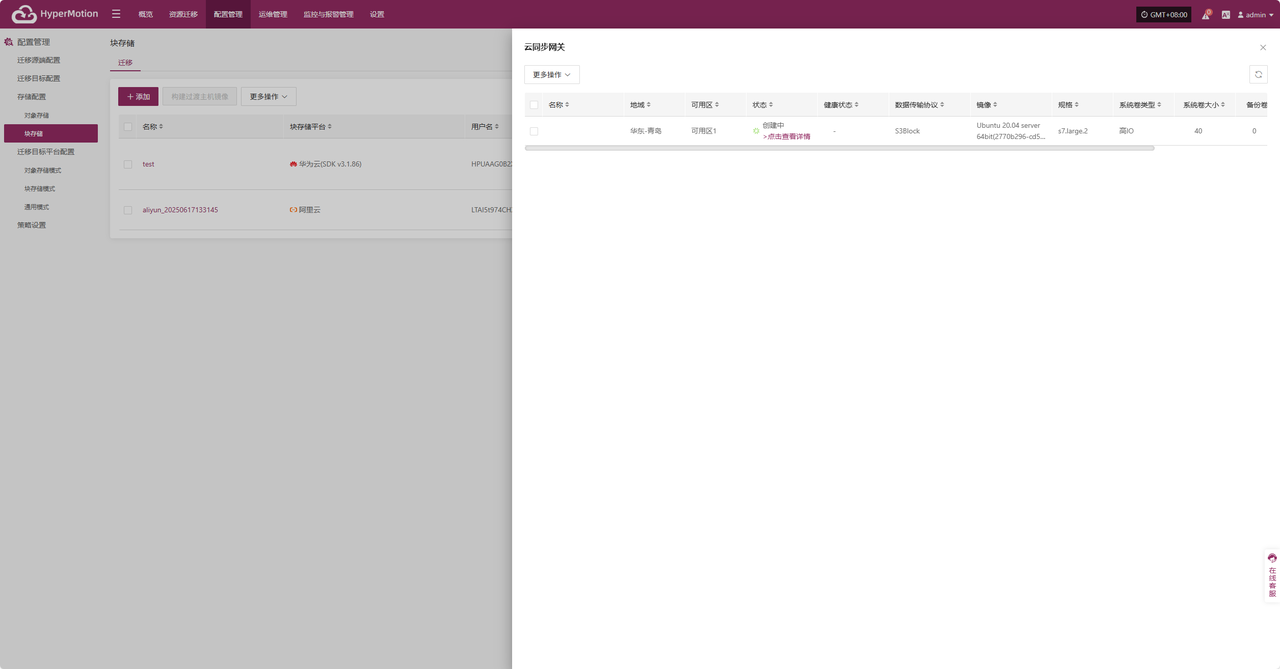 HyperMotion 概览 资源迁移 配置管理 运维管理 监控与报警管理 设置 GMT+08:00 0 admin
配置管理
迁移源端配置
迁移目标配置
存储配置
对象存储
块存储
迁移目标平台配置
对象存储模式
块存储模式
通用模式
策略设置
块存储
迁移
+ 添加 构建过渡主机镜像 更多操作
名称 块存储平台 用户名
test 华为云(SDK v3.1.86)
aliyun_20250617133145 阿里云
云同步网关
更多操作
名称 地域 可用区 状态 健康状态 数据传输协议 镜像 规格 系统卷类型 系统卷大小 备份卷
华东-青岛 可用区1 创建中 - S3Block Ubuntu 20.04 server s7.large.2 高IO 40 0
>点击查看详情 64bit(2770b296-cd5...
在线客服